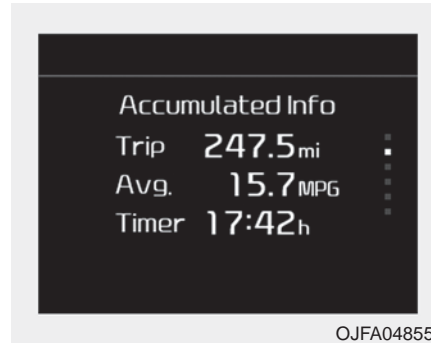 Accumulated Info
Trip 247.5mi
Avg. 15.7MPG
Timer 17:42h
OJFA04855